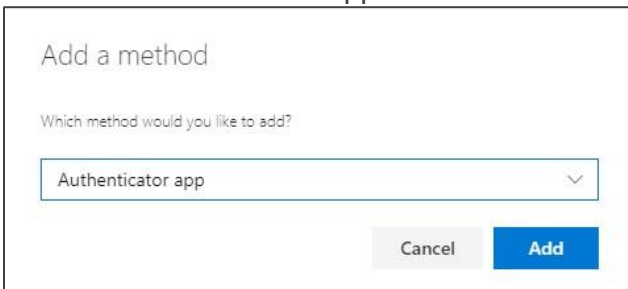 Add a method
Which method would you like to add?
Authenticator app
Cancel Add